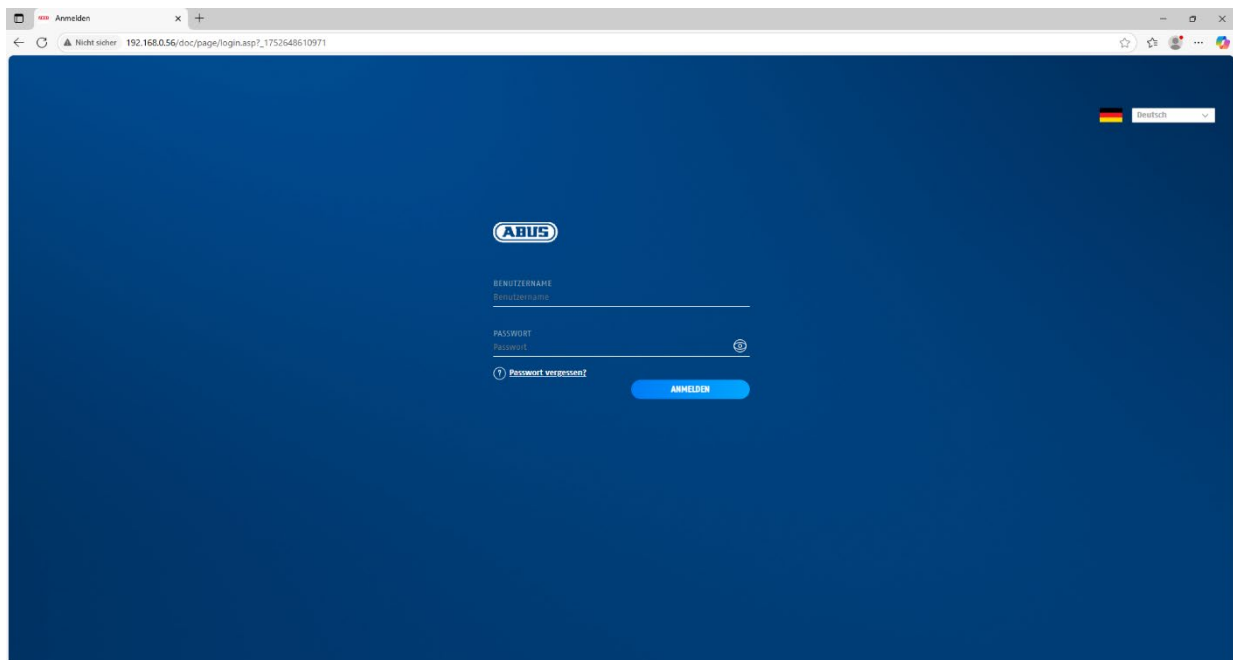 Anmelden
Nicht sicher 192.168.0.56/doc/page/login.asp?_1752648610971
Deutsch
ABUS
BENUTZERNAME
Benutzername
PASSWORT
Passwort
? Passwort vergessen?
ANMELDEN